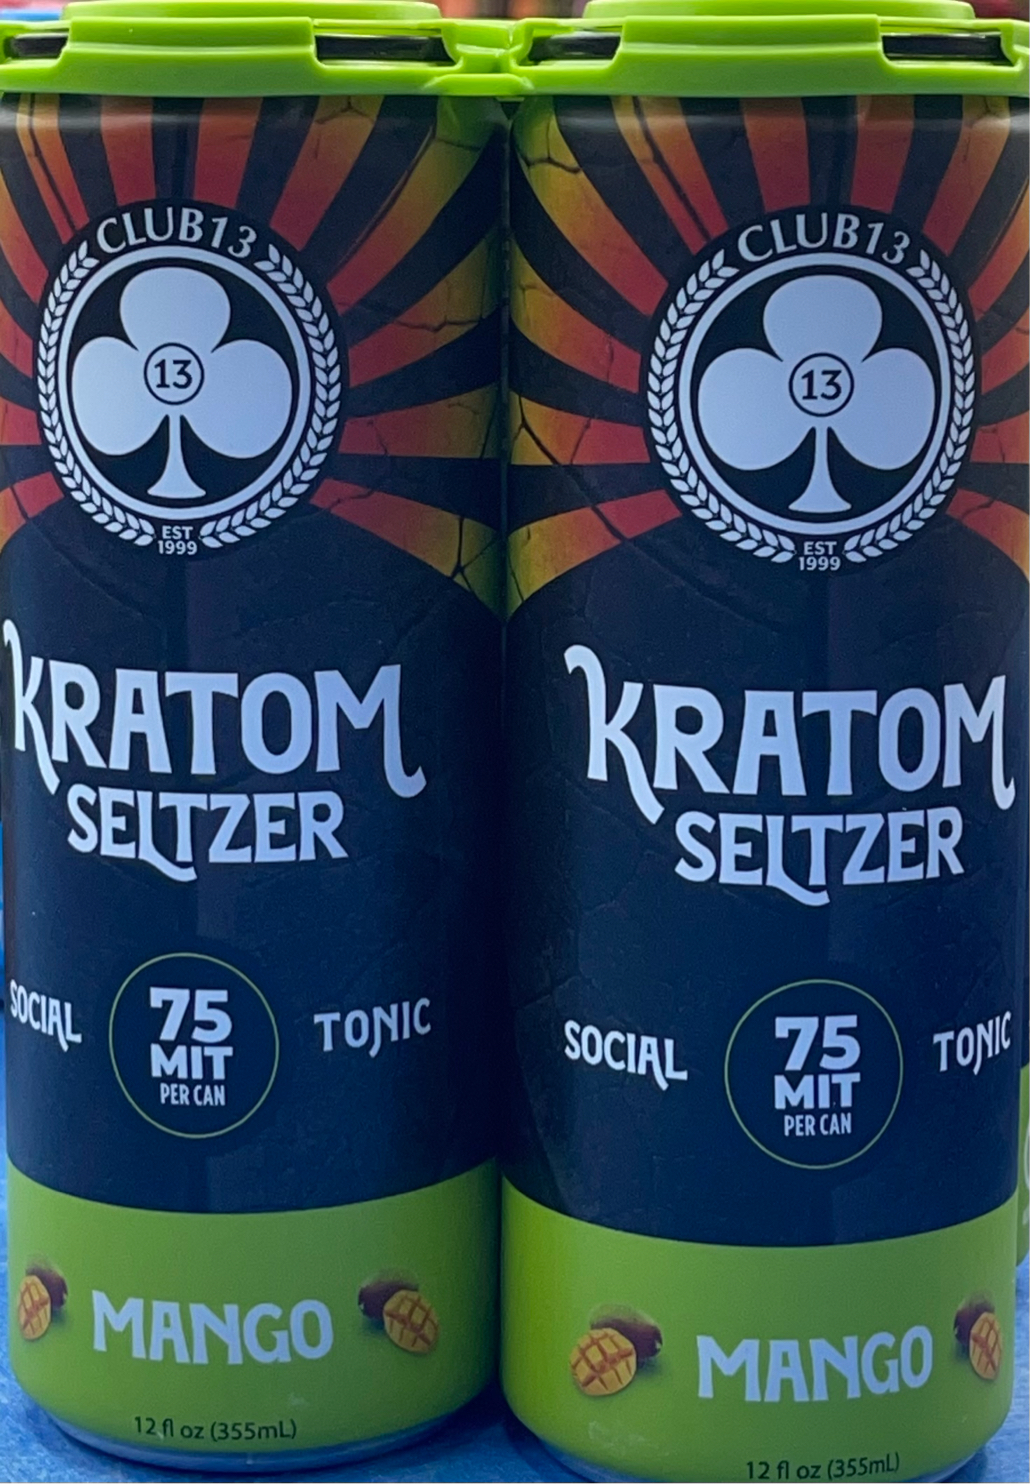 CLUB13
13
EST
1999
KRATOM
SELTZER
SOCIAL
75
MIT
PER CAN
TONIC
MANGO
12 fl oz (355mL)
CLUB13
13
EST
1999
KRATOM
SELTZER
SOCIAL
75
MIT
PER CAN
TONIC
MANGO
12 fl oz (355mL)